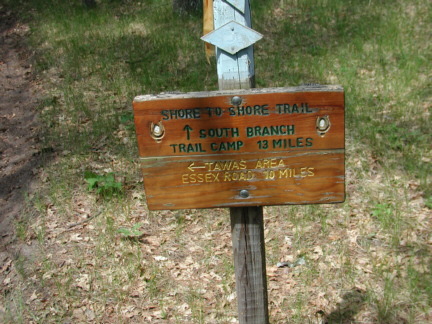 SHORE-TO-SHORE TRAIL
↑ SOUTH BRANCH
TRAIL CAMP 13 MILES
← TAWAS AREA
ESSEX ROAD 10 MILES